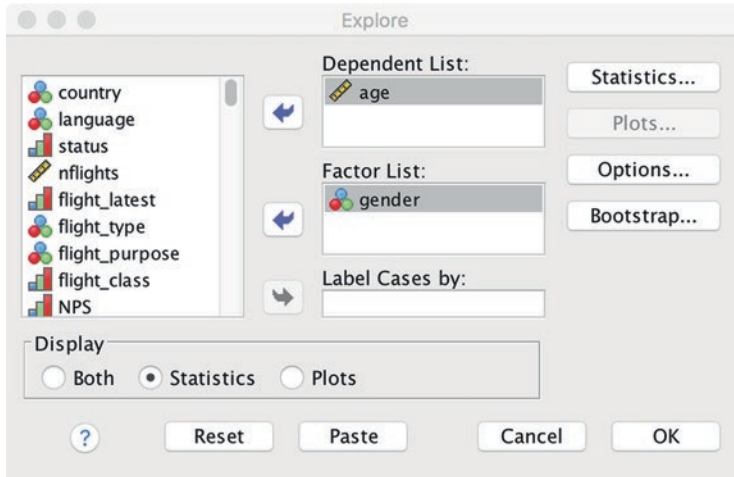 Explore
country
language
status
nflights
flight_latest
flight_type
flight_purpose
flight_class
NPS
Dependent List:
age
Factor List:
gender
Label Cases by:
Statistics...
Plots...
Options...
Bootstrap...
Display
Both Statistics Plots
? Reset Paste Cancel OK